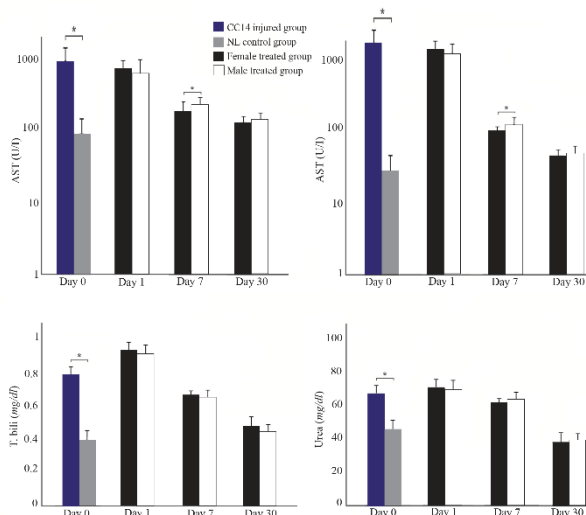 CC14 injured group
NL control group
Female treated group
Male treated group
*
*
1000
100
10
1
AST (U/I)
Day 0 Day 1 Day 7 Day 30
*
*
1000
100
10
1
AST (U/I)
Day 0 Day 1 Day 7 Day 30
*
1
0.8
0.6
0.4
0.2
0
T. bili (mg/dl)
Day 0 Day 1 Day 7 Day 30
*
100
80
60
40
20
0
Urea (mg/dl)
Day 0 Day 1 Day 7 Day 30